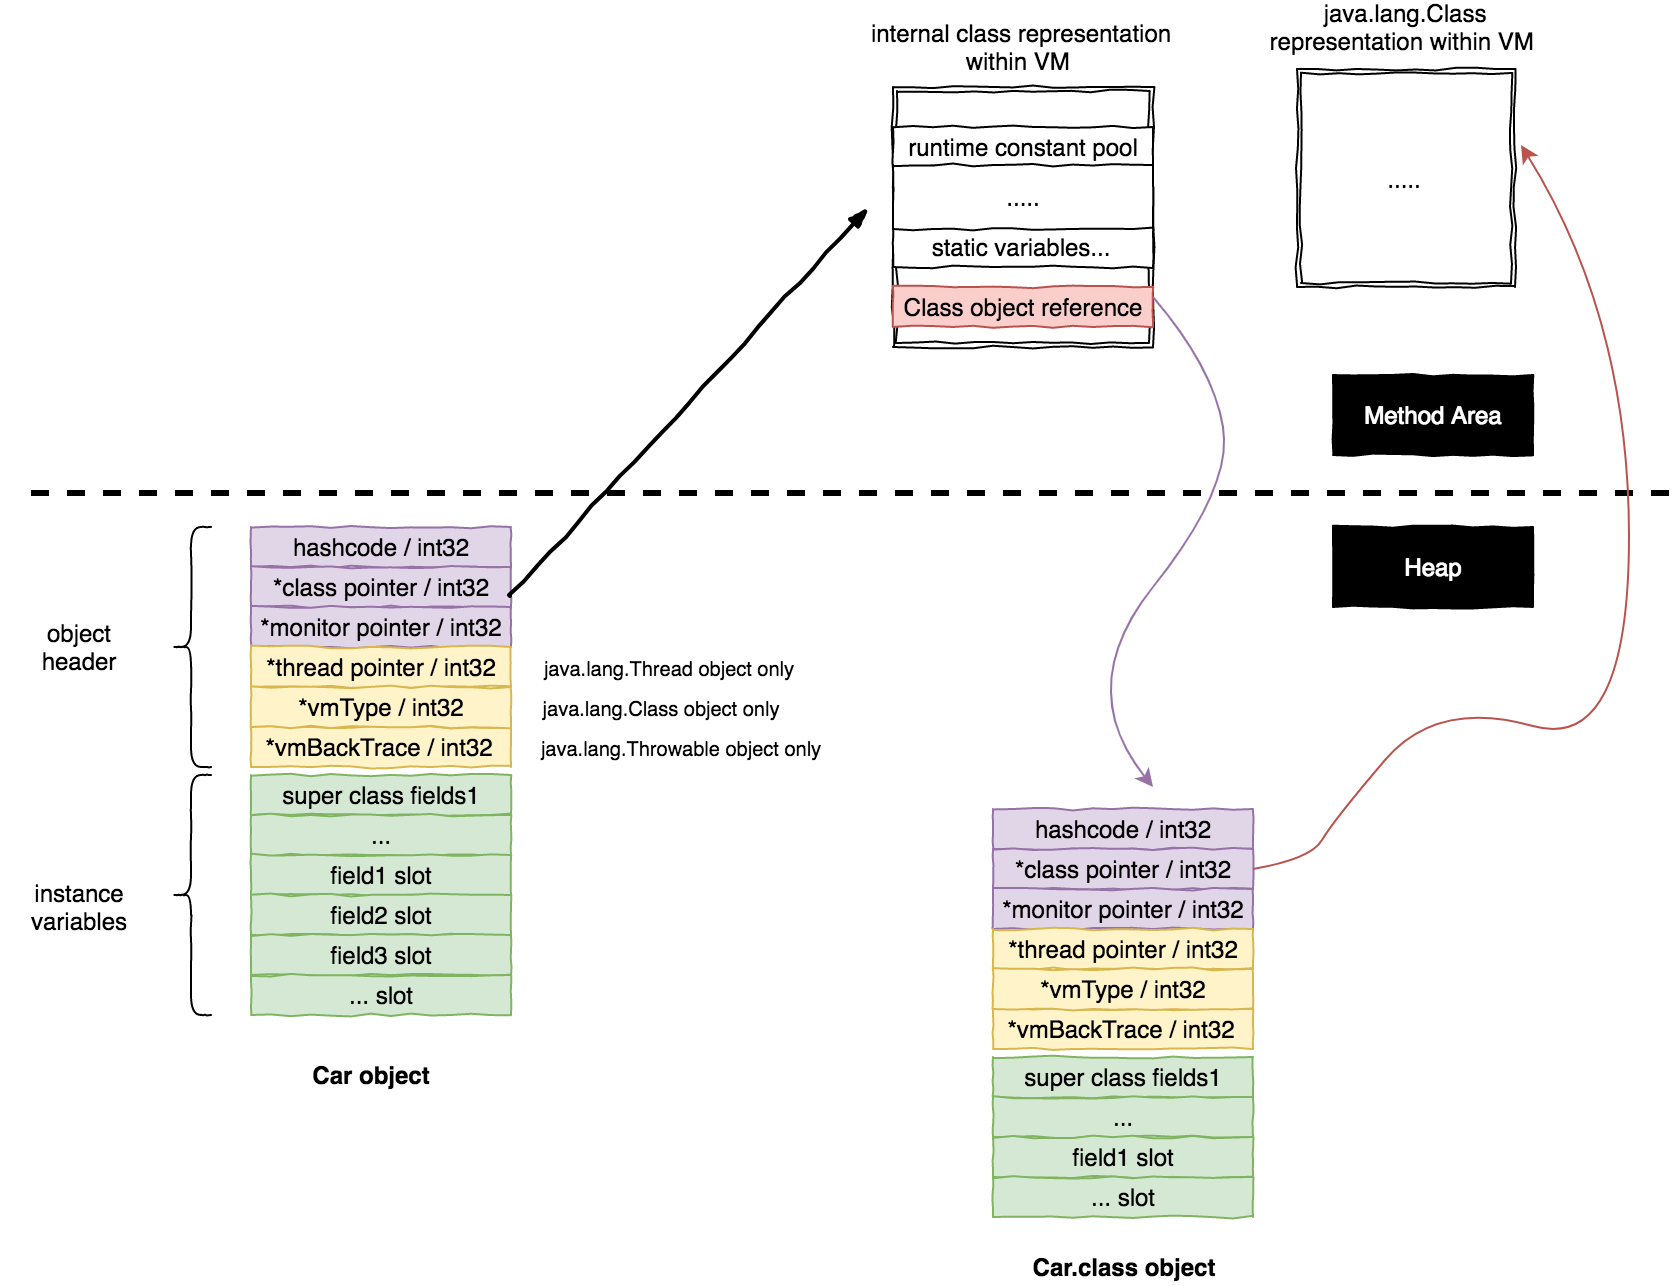 internal class representation
within VM
java.lang.Class
representation within VM
runtime constant pool
.....
static variables...
Class object reference
.....
Method Area
Heap
object
header
hashcode / int32
*class pointer / int32
*monitor pointer / int32
*thread pointer / int32
java.lang.Thread object only
*vmType / int32
java.lang.Class object only
*vmBackTrace / int32
java.lang.Throwable object only
instance
variables
super class fields1
...
field1 slot
field2 slot
field3 slot
... slot
Car object
hashcode / int32
*class pointer / int32
*monitor pointer / int32
*thread pointer / int32
*vmType / int32
*vmBackTrace / int32
super class fields1
...
field1 slot
... slot
Car.class object